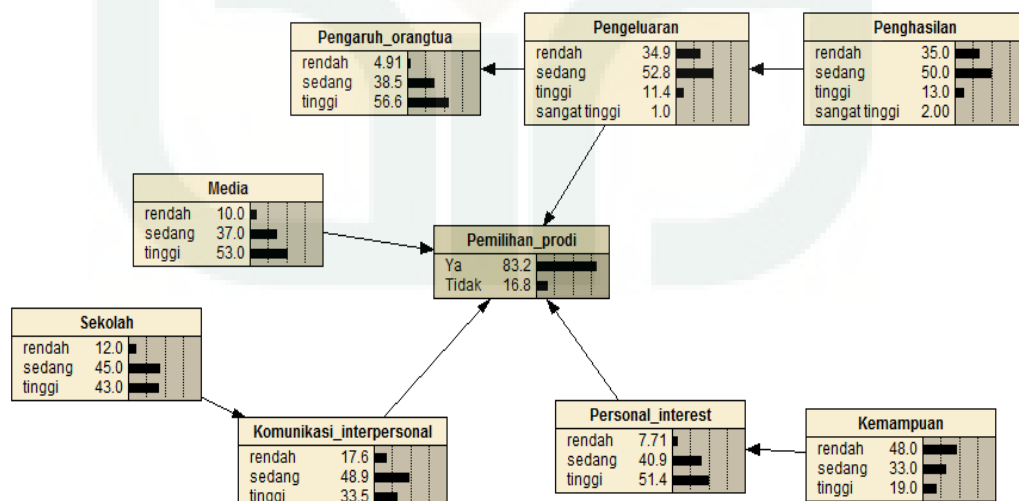 Pengaruh_orangtua
rendah 4.91
sedang 38.5
tinggi 56.6
Pengeluaran
rendah 34.9
sedang 52.8
tinggi 11.4
sangat tinggi 1.0
Penghasilan
rendah 35.0
sedang 50.0
tinggi 13.0
sangat tinggi 2.00
Media
rendah 10.0
sedang 37.0
tinggi 53.0
Pemilihan_prodi
Ya 83.2
Tidak 16.8
Sekolah
rendah 12.0
sedang 45.0
tinggi 43.0
Komunikasi_interpersonal
rendah 17.6
sedang 48.9
tinggi 33.5
Personal_interest
rendah 7.71
sedang 40.9
tinggi 51.4
Kemampuan
rendah 48.0
sedang 33.0
tinggi 19.0